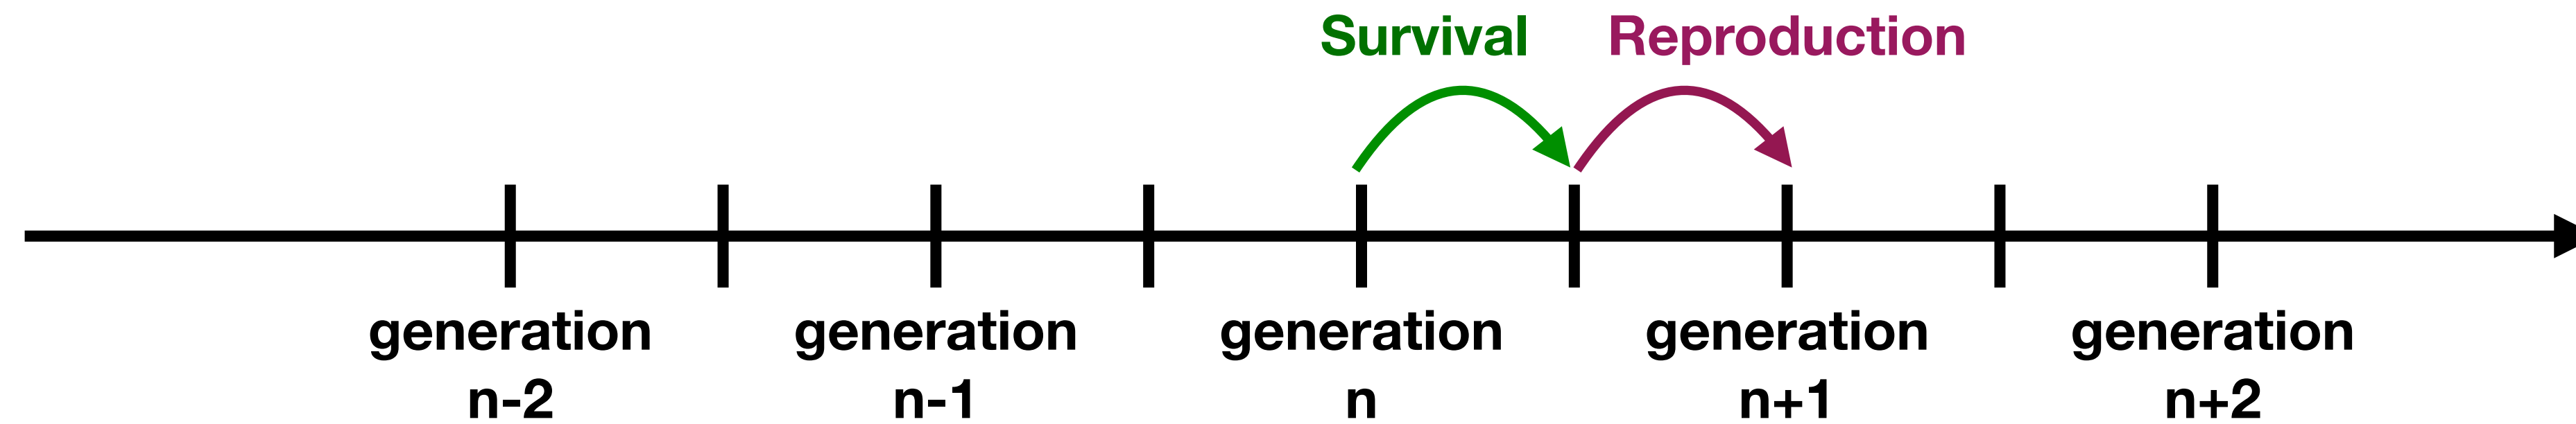 Survival Reproduction
generation generation generation generation generation
n-2 n-1 n n+1 n+2